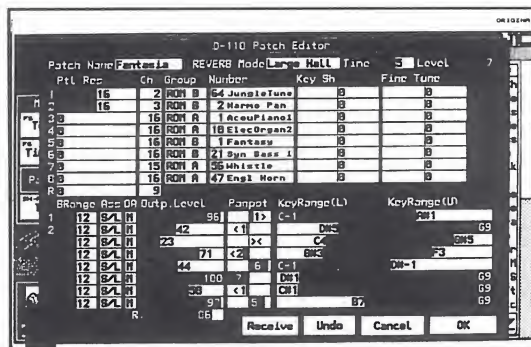 ORIGINA
D-110 Patch Editor
Patch Name Fantasia REVERB Mode Large Hall Time 5 Level 7
Ptl Res Ch Group Number Key Sh Fine Tune
1 16 2 ROM B 64 JungleTune 0 0
2 16 3 ROM B 2 Harmo Pan 0 0
3 0 16 ROM A 1 AcouPiano1 0 0
4 0 16 ROM A 18 ElecOrgan2 0 0
5 0 16 ROM B 1 Fantasy 0 0
6 0 16 ROM B 21 Syn Bass 1 0 0
7 0 15 ROM A 56 Whistle 0 0
8 0 16 ROM A 47 Engl Horn 0 0
R 0 9
BRange Ass OA Outp.Level Panpot KeyRange(L) KeyRange(U)
1 12 S/L M 96 1> C-1 A#1
2 12 S/L M 42 <1 D#5 G9
12 S/L M 23 >< C4 B#5
12 S/L M 71 <2 G#3 F3
12 S/L M 44 6 C-1 D#-1
12 S/L M 100 7 D#1 G9
12 S/L M 58 <1 C#1 G9
12 S/L M 97 5 B7 G9
R. 06
Receive Undo Cancel OK